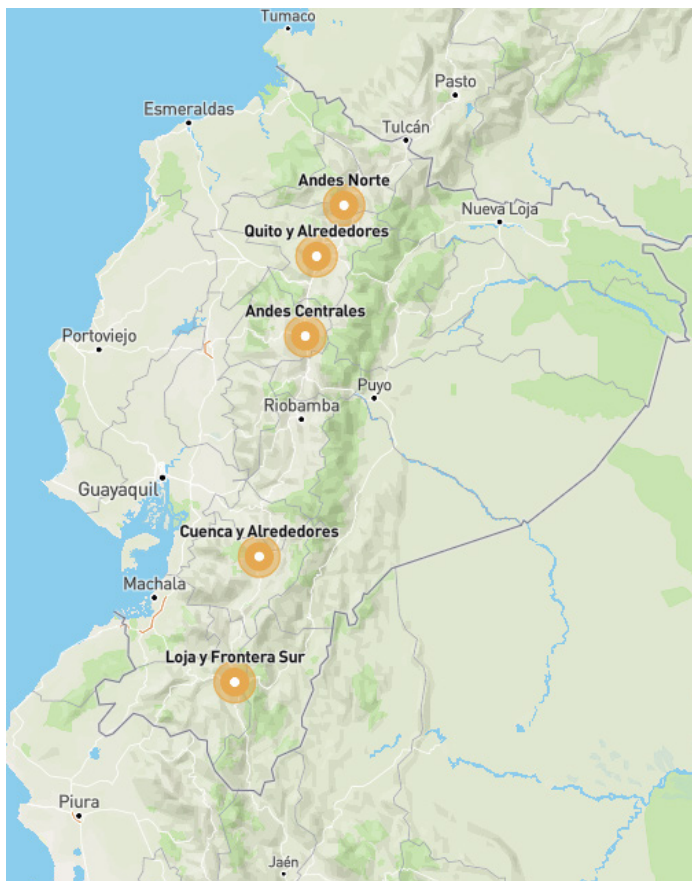 Tumaco
Pasto
Esmeraldas
Tulcán
Andes Norte
Nueva Loja
Quito y Alrededores
Andes Centrales
Portoviejo
Puyo
Riobamba
Guayaquil
Cuenca y Alrededores
Machala
Loja y Frontera Sur
Piura
Jaén